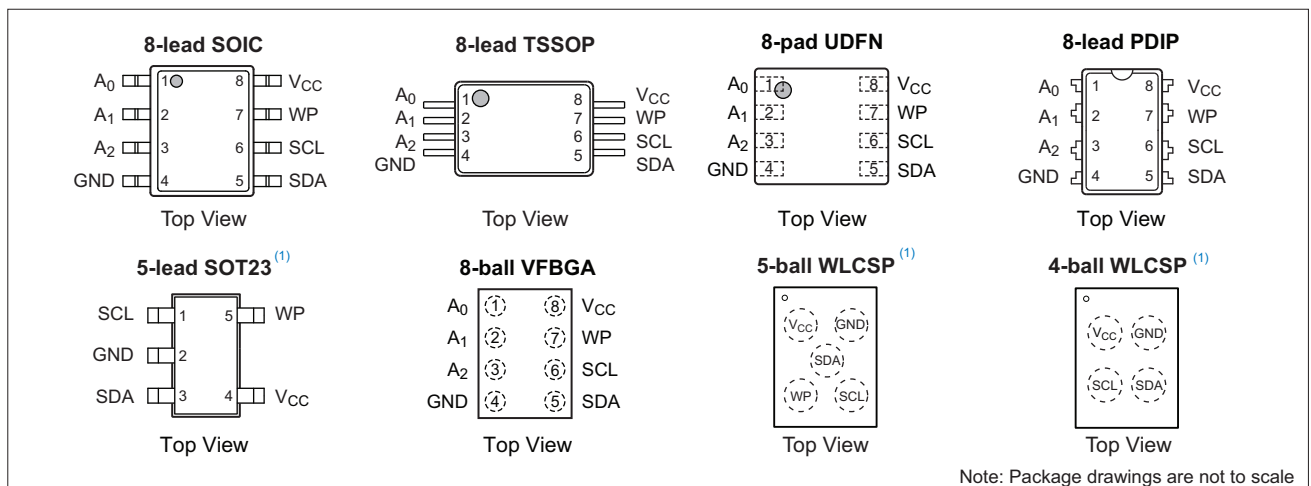 8-lead SOIC
A0 1 8 VCC
A1 2 7 WP
A2 3 6 SCL
GND 4 5 SDA
Top View
8-lead TSSOP
A0 1 8 VCC
A1 2 7 WP
A2 3 6 SCL
GND 4 5 SDA
Top View
8-pad UDFN
A0 1 8 VCC
A1 2 7 WP
A2 3 6 SCL
GND 4 5 SDA
Top View
8-lead PDIP
A0 1 8 VCC
A1 2 7 WP
A2 3 6 SCL
GND 4 5 SDA
Top View
5-lead SOT23 (1)
SCL 1 5 WP
GND 2
SDA 3 4 VCC
Top View
8-ball VFBGA
A0 1 8 VCC
A1 2 7 WP
A2 3 6 SCL
GND 4 5 SDA
Top View
5-ball WLCSP (1)
VCC GND
SDA
WP SCL
Top View
4-ball WLCSP (1)
VCC GND
SCL SDA
Top View
Note: Package drawings are not to scale